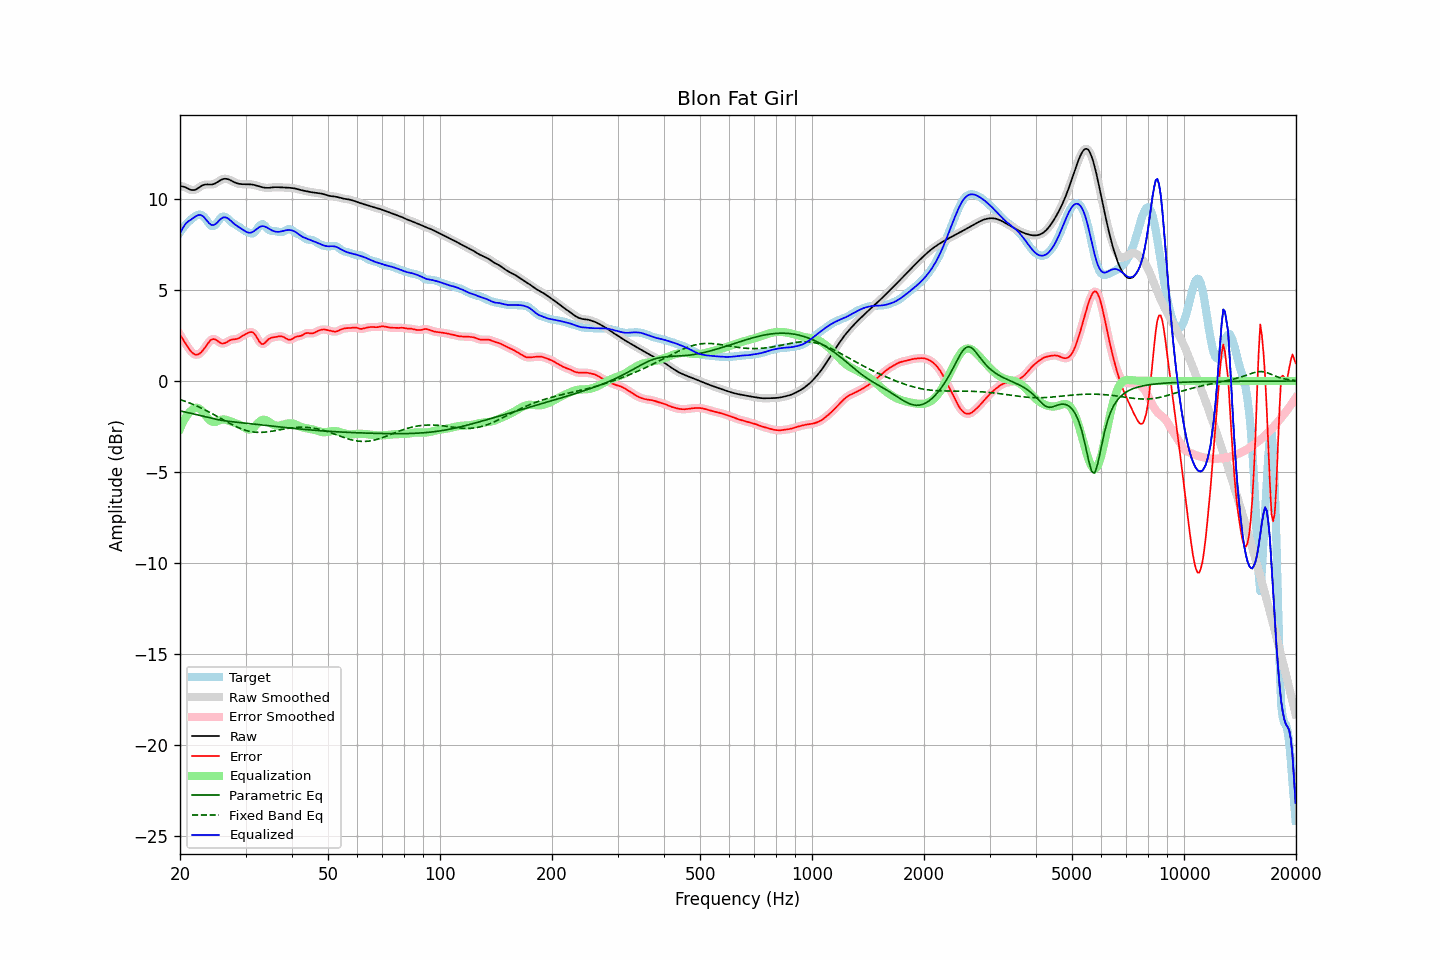 Blon Fat Girl
10
5
0
−5
−10
−15
−20
−25
Amplitude (dBr)
Target
Raw Smoothed
Error Smoothed
Raw
Error
Equalization
Parametric Eq
Fixed Band Eq
Equalized
20 50 100 200 500 1000 2000 5000 10000 20000
Frequency (Hz)